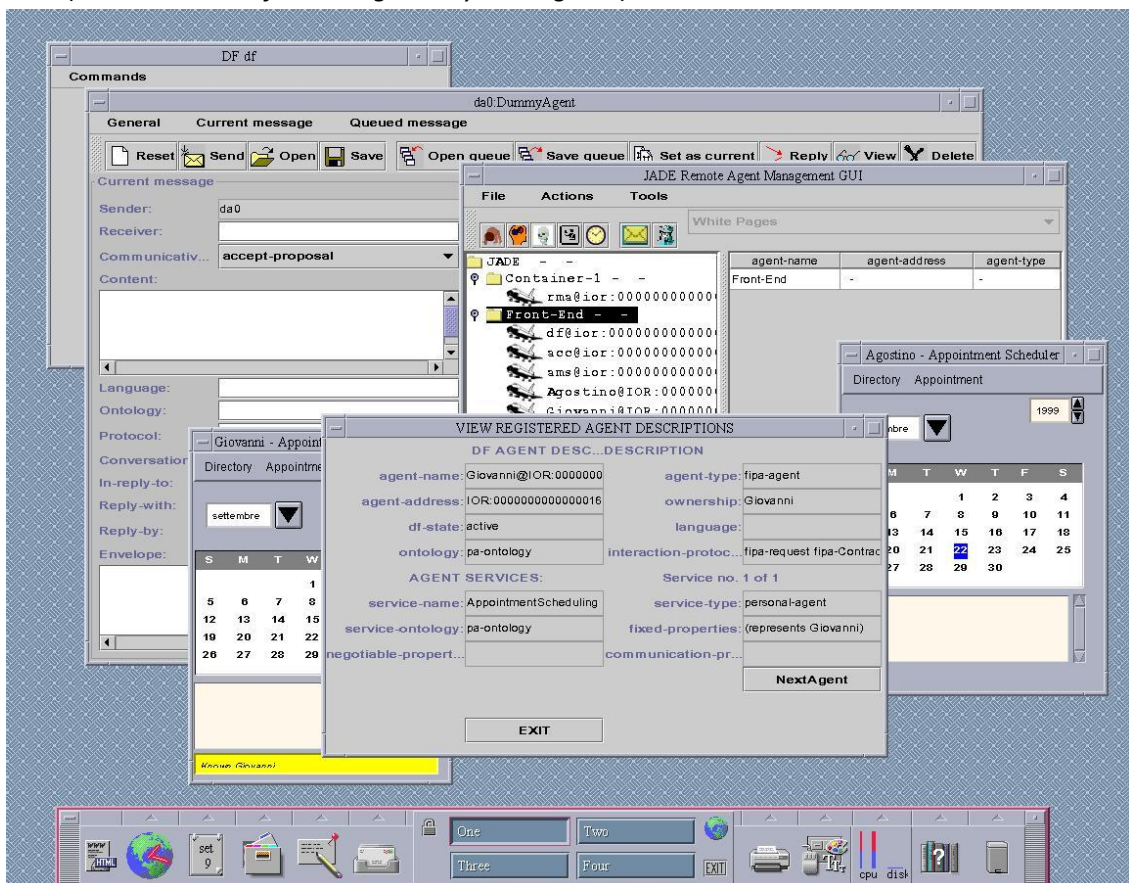 DF df
Commands
da0:DummyAgent
General Current message Queued message
Reset Send Open Save Open queue Save queue Set as current Reply View Delete
Current message
Sender: da0
Receiver:
Communicativ... accept-proposal
Content:
Language:
Ontology:
Protocol:
Conversation
In-reply-to:
Reply-with:
Reply-by:
Envelope:
JADE Remote Agent Management GUI
File Actions Tools
White Pages
JADE - -
Container-1 - -
rma@ior:00000000000
Front-End - -
df@ior:000000000000
acc@ior:00000000000
ams@ior:00000000000
Agostino@IOR:000000
Giovanni@IOR:000000
agent-name agent-address agent-type
Front-End - -
Agostino - Appointment Scheduler
Directory Appointment
1999
mbre
M T W T F S
1 2 3 4
6 7 8 9 10 11
13 14 15 16 17 18
20 21 22 23 24 25
27 28 29 30
Giovanni - Appoint
Directory Appointme
settembre
S M T W
1
5 6 7 8
12 13 14 15
19 20 21 22
26 27 28 29
Known Giovanni
VIEW REGISTERED AGENT DESCRIPTIONS
DF AGENT DESC...DESCRIPTION
agent-name: Giovanni@IOR:0000000 agent-type: fipa-agent
agent-address: IOR:0000000000000016 ownership: Giovanni
df-state: active language:
ontology: pa-ontology interaction-protoc... fipa-request fipa-Contrac
AGENT SERVICES: Service no. 1 of 1
service-name: AppointmentScheduling service-type: personal-agent
service-ontology: pa-ontology fixed-properties: (represents Giovanni)
negotiable-propert... communication-pr...
NextAgent
EXIT
WWW
HTML
set
9
One Two
Three Four
EXIT
cpu disk
?